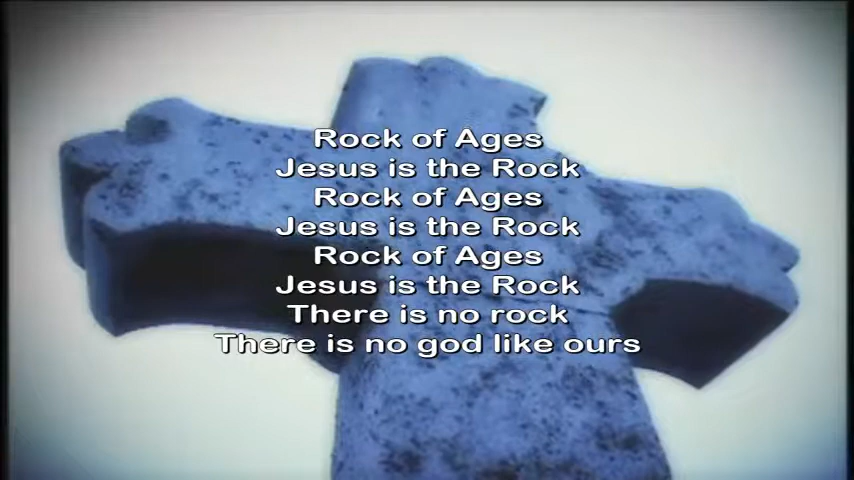 Rock of Ages
Jesus is the Rock
Rock of Ages
Jesus is the Rock
Rock of Ages
Jesus is the Rock
There is no rock
There is no god like ours